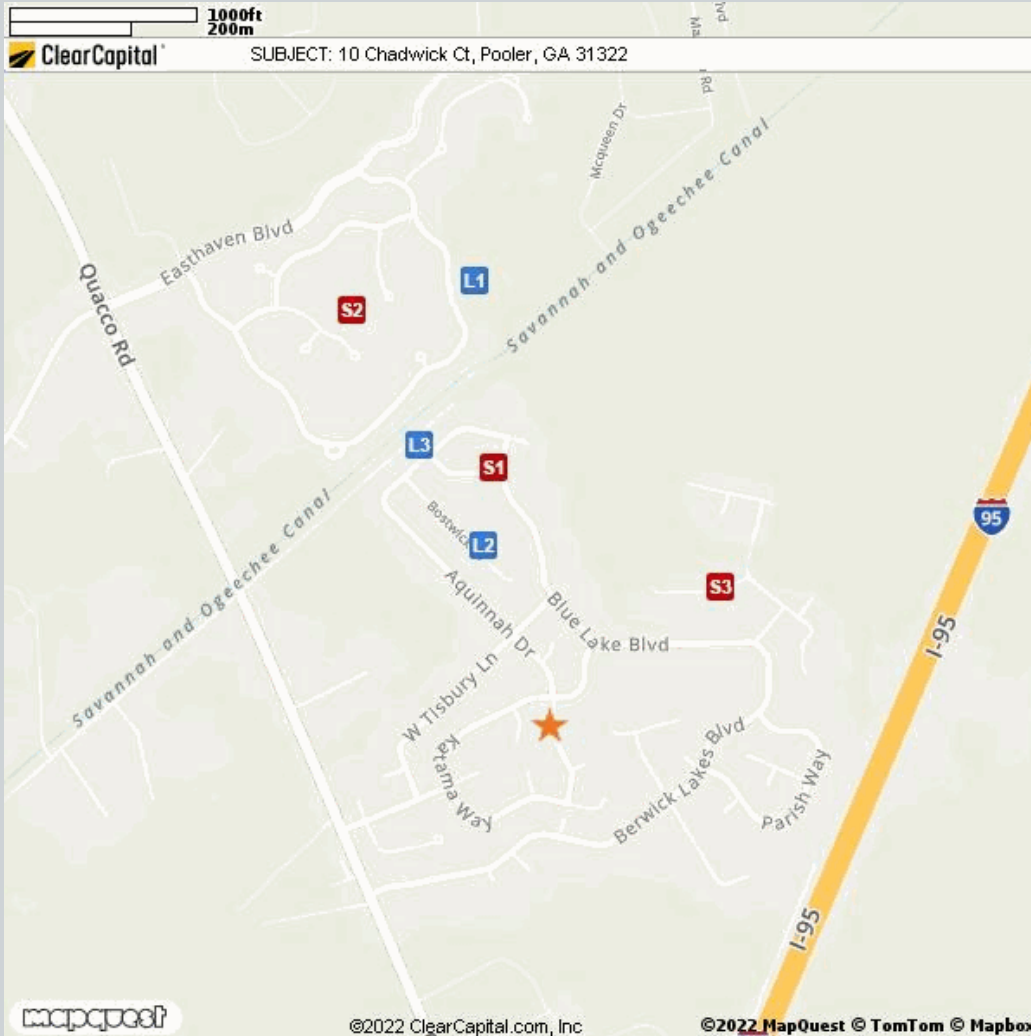 1000ft
200m
ClearCapital
SUBJECT: 10 Chadwick Ct, Pooler, GA 31322
Rd
Mcqueen Dr
Savannah and Ogeechee Canal
Easthaven Blvd
Quacco Rd
L1
S2
L3
S1
Bostwick
L2
95
S3
Savannah and Ogeechee Canal
Aquinnah Dr
Blue Lake Blvd
I-95
W Tisbury Ln
Katama Way
Berwick Lakes Blvd
Parish Way
I-95
mapquest
©2022 ClearCapital.com, Inc
©2022 MapQuest © TomTom © Mapbox